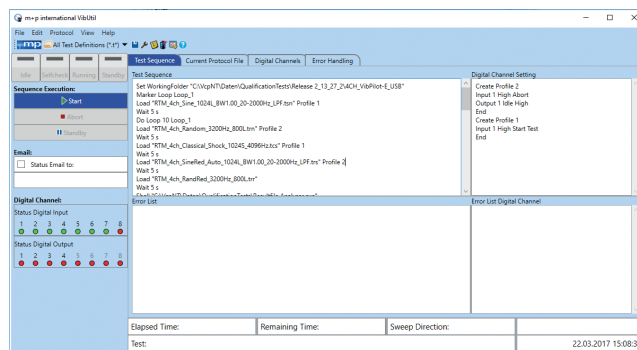 m+p international VibUtil
File Edit Protocol View Help
mp All Test Definitions (*.t*)
Idle Selfcheck Running Standby
Sequence Execution:
Start
Abort
Standby
Email:
Status Email to:
Digital Channel:
Status Digital Input
1 2 3 4 5 6 7 8
Status Digital Output
1 2 3 4 5 6 7 8
Test Sequence Current Protocol File Digital Channels Error Handling
Test Sequence
Set WorkingFolder "C:\VcpNT\Daten\QualificationTests\Release 2_13_27_2\4CH_VibPilot-E_USB"
Marker Loop Loop_1
Load "RTM_4ch_Sine_1024L_BW1.00_20-2000Hz_LPF.tsn" Profile 1
Wait 5 s
Do Loop 10 Loop_1
Load "RTM_4ch_Random_3200Hz_800L.trn" Profile 2
Wait 5 s
Load "RTM_4ch_Classical_Shock_1024S_4096Hz.tcs" Profile 1
Wait 5 s
Load "RTM_4ch_SineRed_Auto_1024L_BW1.00_20-2000Hz_LPF.trs" Profile 2
Wait 5 s
Load "RTM_4ch_RandRed_3200Hz_800L.trr"
Wait 5 s
Digital Channel Setting
Create Profile 2
Input 1 High Abort
Output 1 Idle High
End
Create Profile 1
Input 1 High Start Test
End
Error List
Error List Digital Channel
Elapsed Time: Remaining Time: Sweep Direction:
Test: 22.03.2017 15:08:3